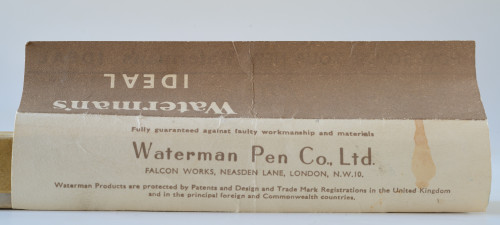 IDEAL
Waterman's
Fully guaranteed against faulty workmanship and materials
Waterman Pen Co., Ltd.
FALCON WORKS, NEASDEN LANE, LONDON, N.W.10.
Waterman Products are protected by Patents and Design and Trade Mark Registrations in the United Kingdom
and in the principal foreign and Commonwealth countries.